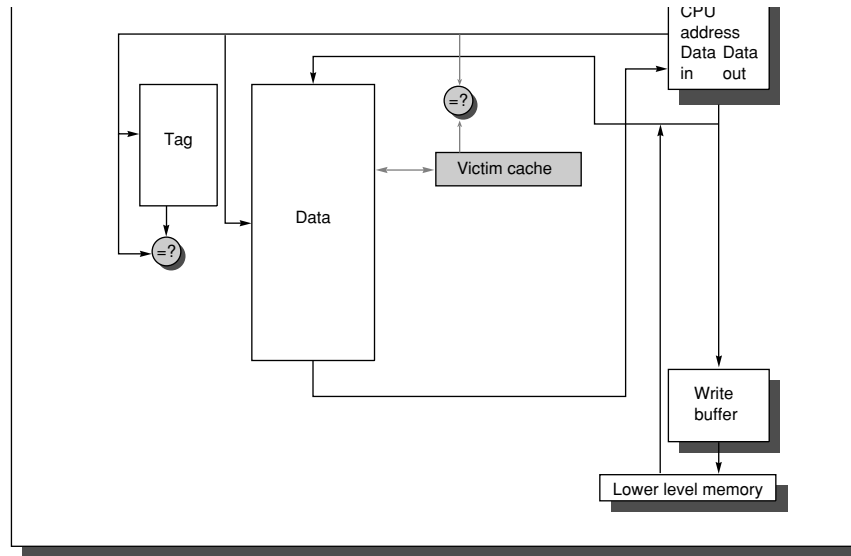 CPU
address
Data Data
in out
=?
Tag
Victim cache
Data
=?
Write
buffer
Lower level memory